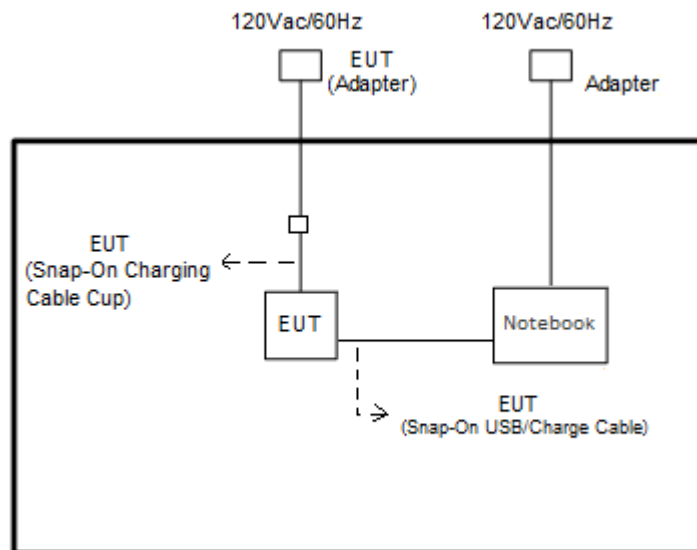 120Vac/60Hz
120Vac/60Hz
EUT
(Adapter)
Adapter
EUT
(Snap-On Charging
Cable Cup)
EUT
Notebook
EUT
(Snap-On USB/Charge Cable)